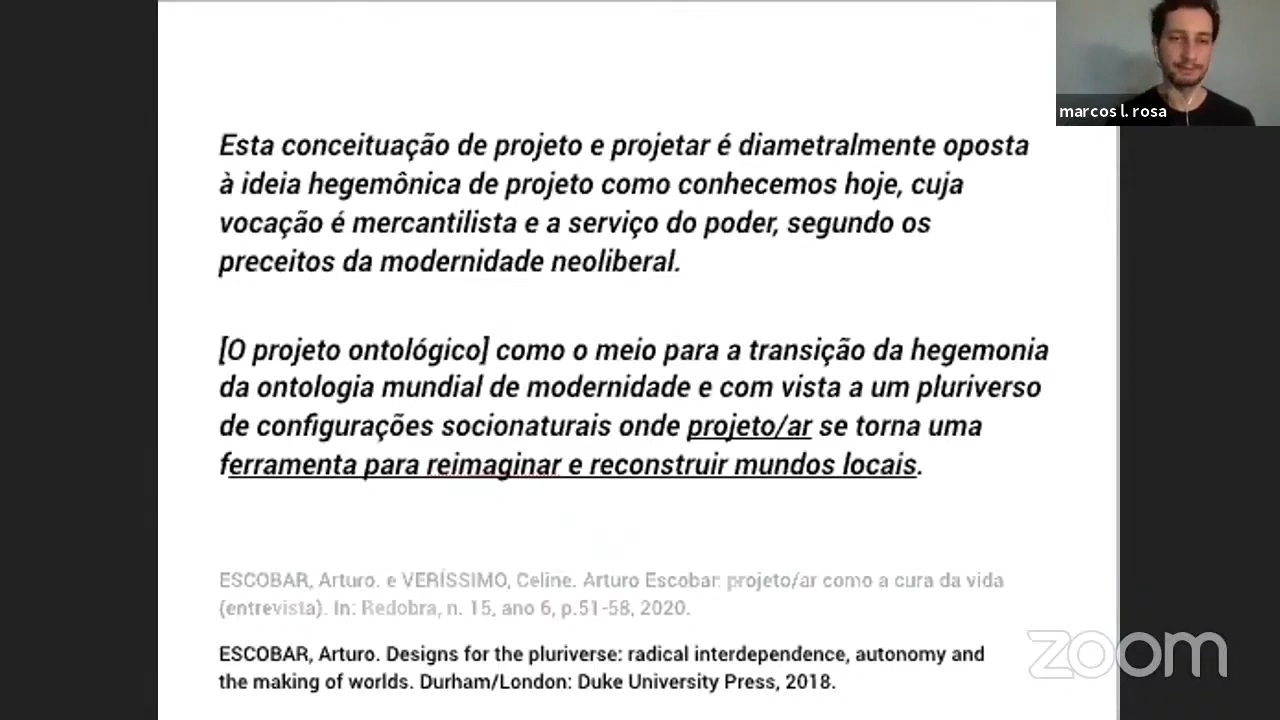 marcos l. rosa
Esta conceituação de projeto e projetar é diametralmente oposta
à ideia hegemônica de projeto como conhecemos hoje, cuja
vocação é mercantilista e a serviço do poder, segundo os
preceitos da modernidade neoliberal.
[O projeto ontológico] como o meio para a transição da hegemonia
da ontologia mundial de modernidade e com vista a um pluriverso
de configurações socionaturais onde projeto/ar se torna uma
ferramenta para reimaginar e reconstruir mundos locais.
ESCOBAR, Arturo. e VERÍSSIMO, Celine. Arturo Escobar: projeto/ar como a cura da vida
(entrevista). In: Redobra, n. 15, ano 6, p.51-58, 2020.
ESCOBAR, Arturo. Designs for the pluriverse: radical interdependence, autonomy and
the making of worlds. Durham/London: Duke University Press, 2018.
zoom